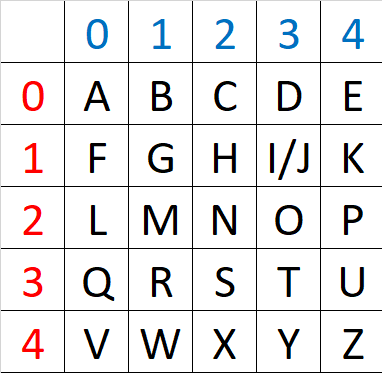 0 1 2 3 4
0 A B C D E
1 F G H I/J K
2 L M N O P
3 Q R S T U
4 V W X Y Z